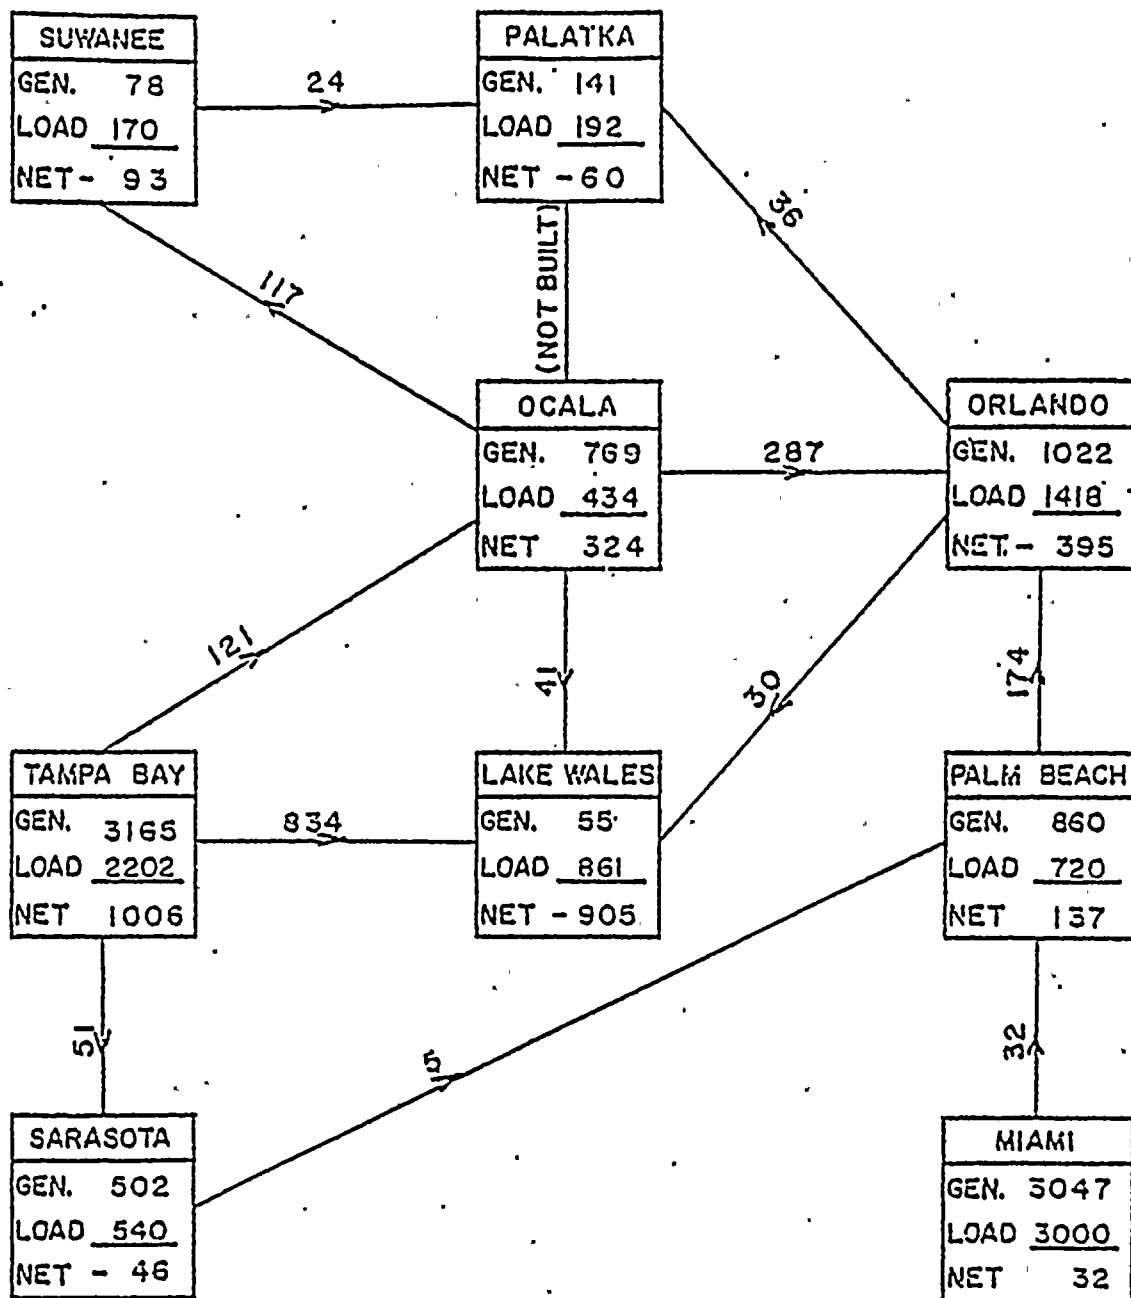 SUWANEE
GEN. 78
LOAD 170
NET - 93
24
PALATKA
GEN. 141
LOAD 192
NET -60
36
117
(NOT BUILT)
OCALA
GEN. 769
LOAD 434
NET 324
287
ORLANDO
GEN. 1022
LOAD 1418
NET - 395
121
41
30
174
TAMPA BAY
GEN. 3165
LOAD 2202
NET 1006
834
LAKE WALES
GEN. 55
LOAD 861
NET - 905
PALM BEACH
GEN. 860
LOAD 720
NET 137
51
5
32
SARASOTA
GEN. 502
LOAD 540
NET - 46
MIAMI
GEN. 3047
LOAD 3000
NET 32